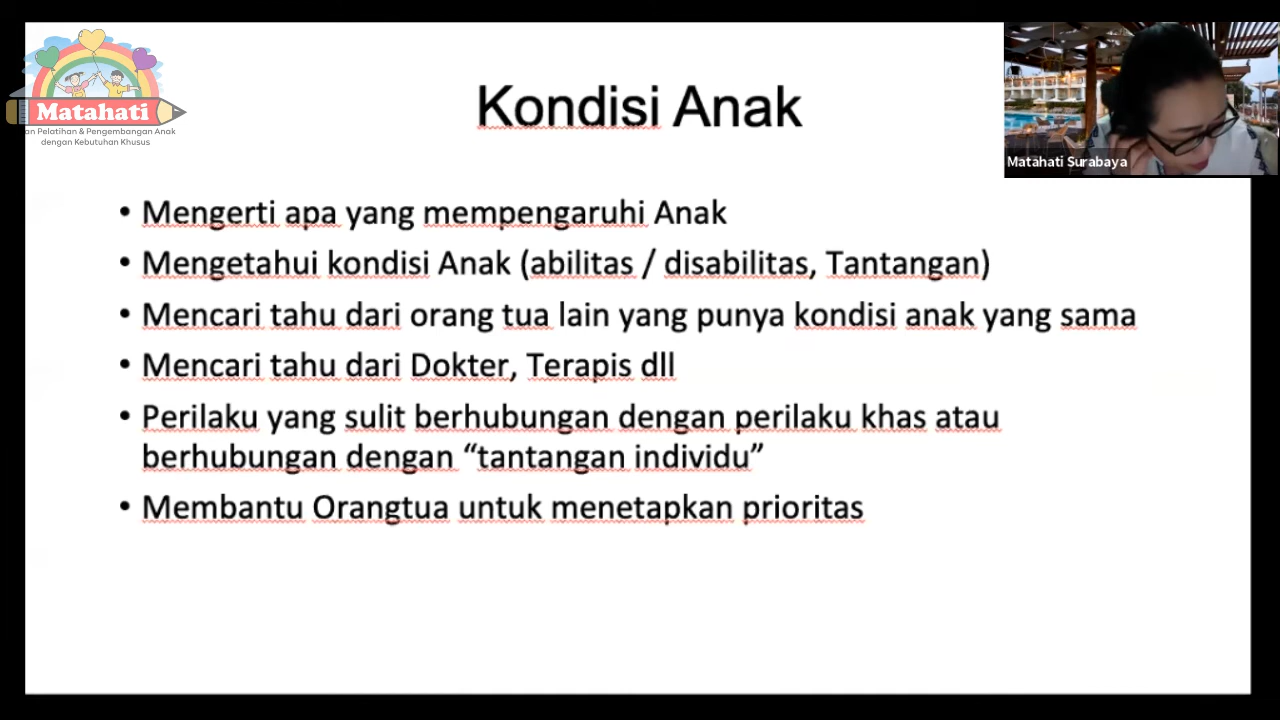 Matahati
an Pelatihan & Pengembangan Anak
dengan Kebutuhan Khusus
Kondisi Anak
Matahati Surabaya
• Mengerti apa yang mempengaruhi Anak
• Mengetahui kondisi Anak (abilitas / disabilitas, Tantangan)
• Mencari tahu dari orang tua lain yang punya kondisi anak yang sama
• Mencari tahu dari Dokter, Terapis dll
• Perilaku yang sulit berhubungan dengan perilaku khas atau
berhubungan dengan “tantangan individu”
• Membantu Orangtua untuk menetapkan prioritas